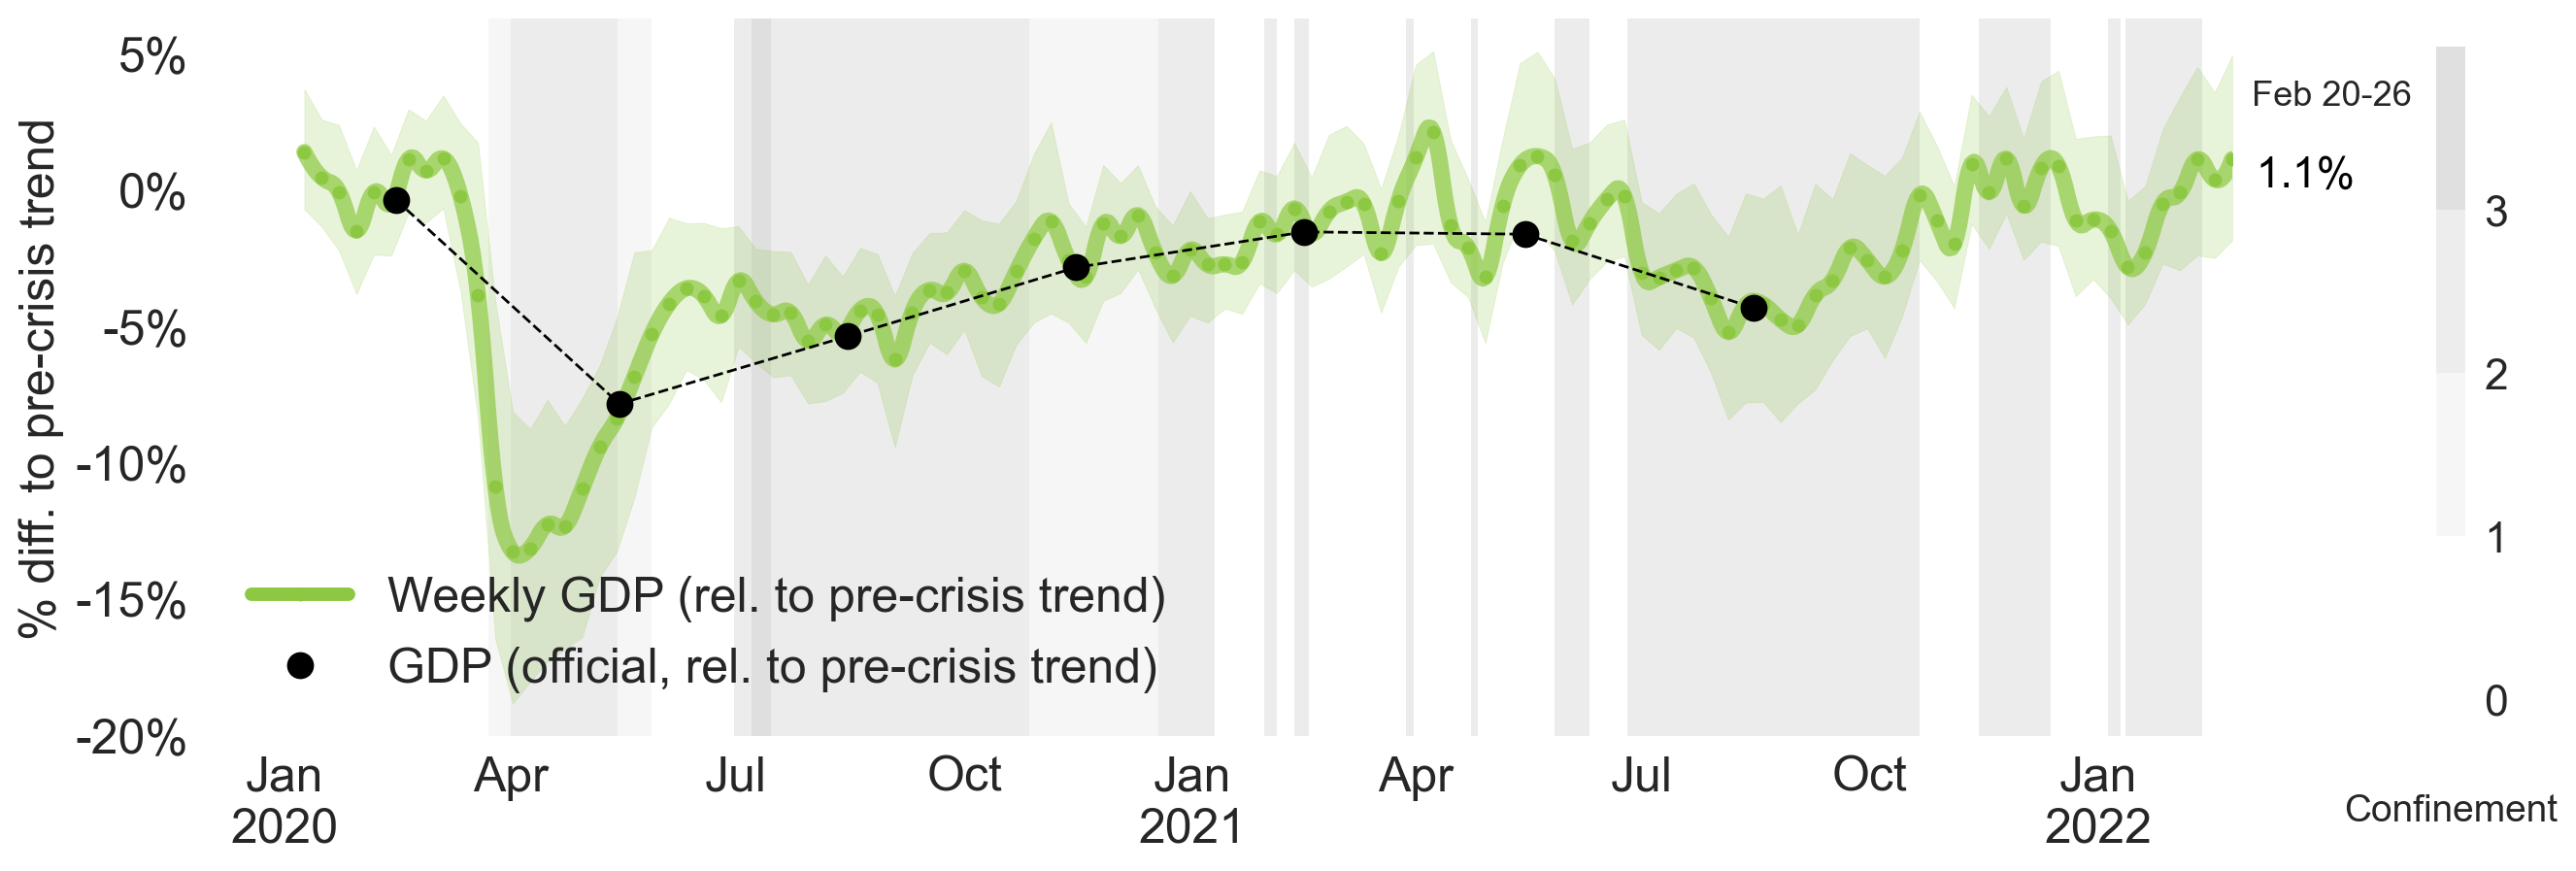 % diff. to pre-crisis trend
5%
0%
-5%
-10%
-15%
-20%
Feb 20-26
1.1%
3
2
1
0
Confinement
Weekly GDP (rel. to pre-crisis trend)
GDP (official, rel. to pre-crisis trend)
Jan Apr Jul Oct Jan Apr Jul Oct Jan
2020 2021 2022